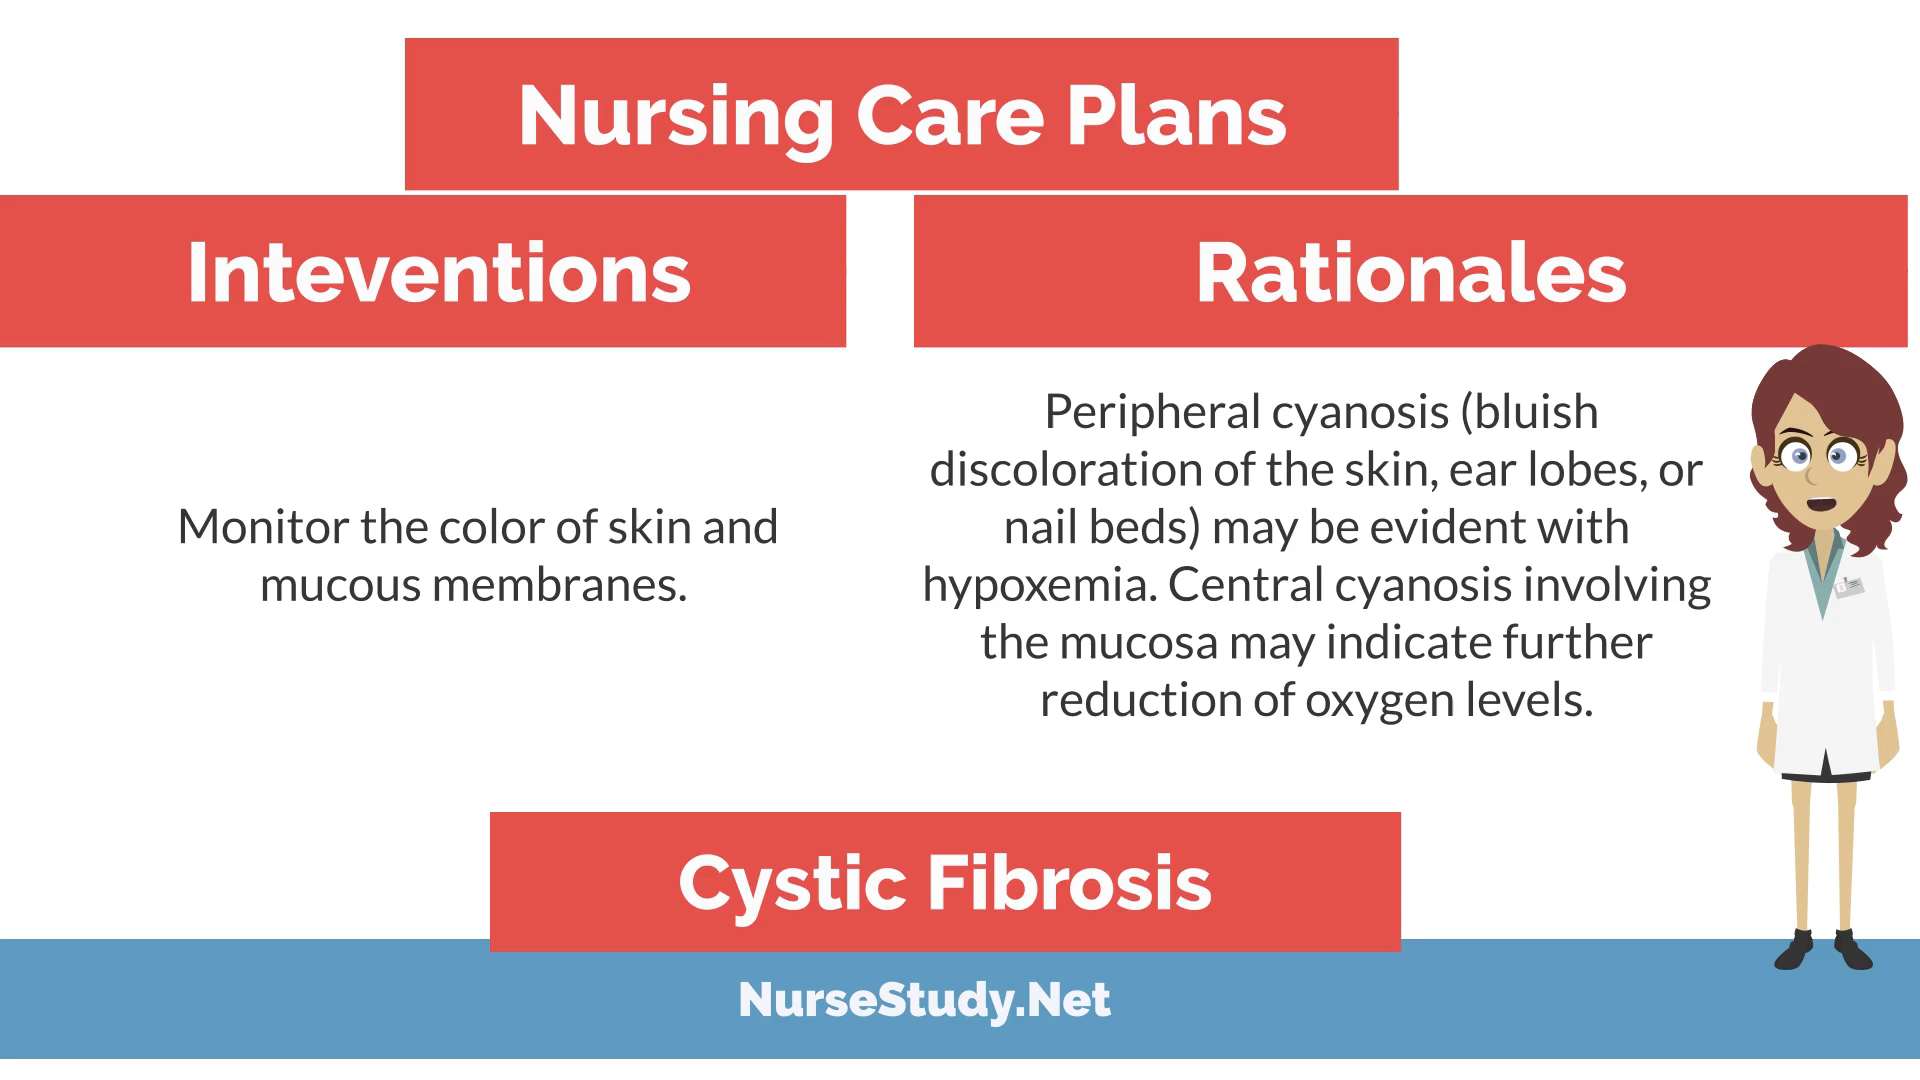 Nursing Care Plans
Inteventions
Rationales
Monitor the color of skin and
mucous membranes.
Peripheral cyanosis (bluish
discoloration of the skin, ear lobes, or
nail beds) may be evident with
hypoxemia. Central cyanosis involving
the mucosa may indicate further
reduction of oxygen levels.
Cystic Fibrosis
NurseStudy.Net